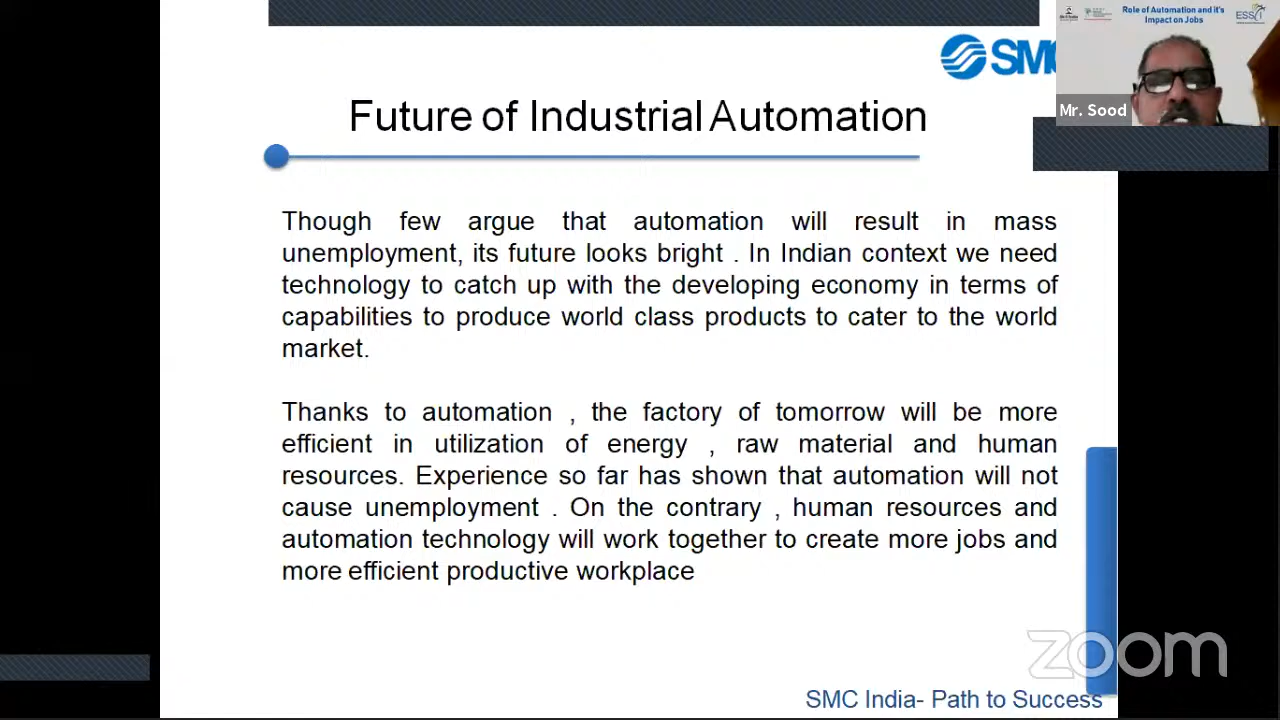 Role of Automation and it's
Impact on Jobs
ESSCI
SMC
Mr. Sood
Future of Industrial Automation
Though few argue that automation will result in mass
unemployment, its future looks bright . In Indian context we need
technology to catch up with the developing economy in terms of
capabilities to produce world class products to cater to the world
market.
Thanks to automation , the factory of tomorrow will be more
efficient in utilization of energy , raw material and human
resources. Experience so far has shown that automation will not
cause unemployment . On the contrary , human resources and
automation technology will work together to create more jobs and
more efficient productive workplace
zoom
SMC India- Path to Success